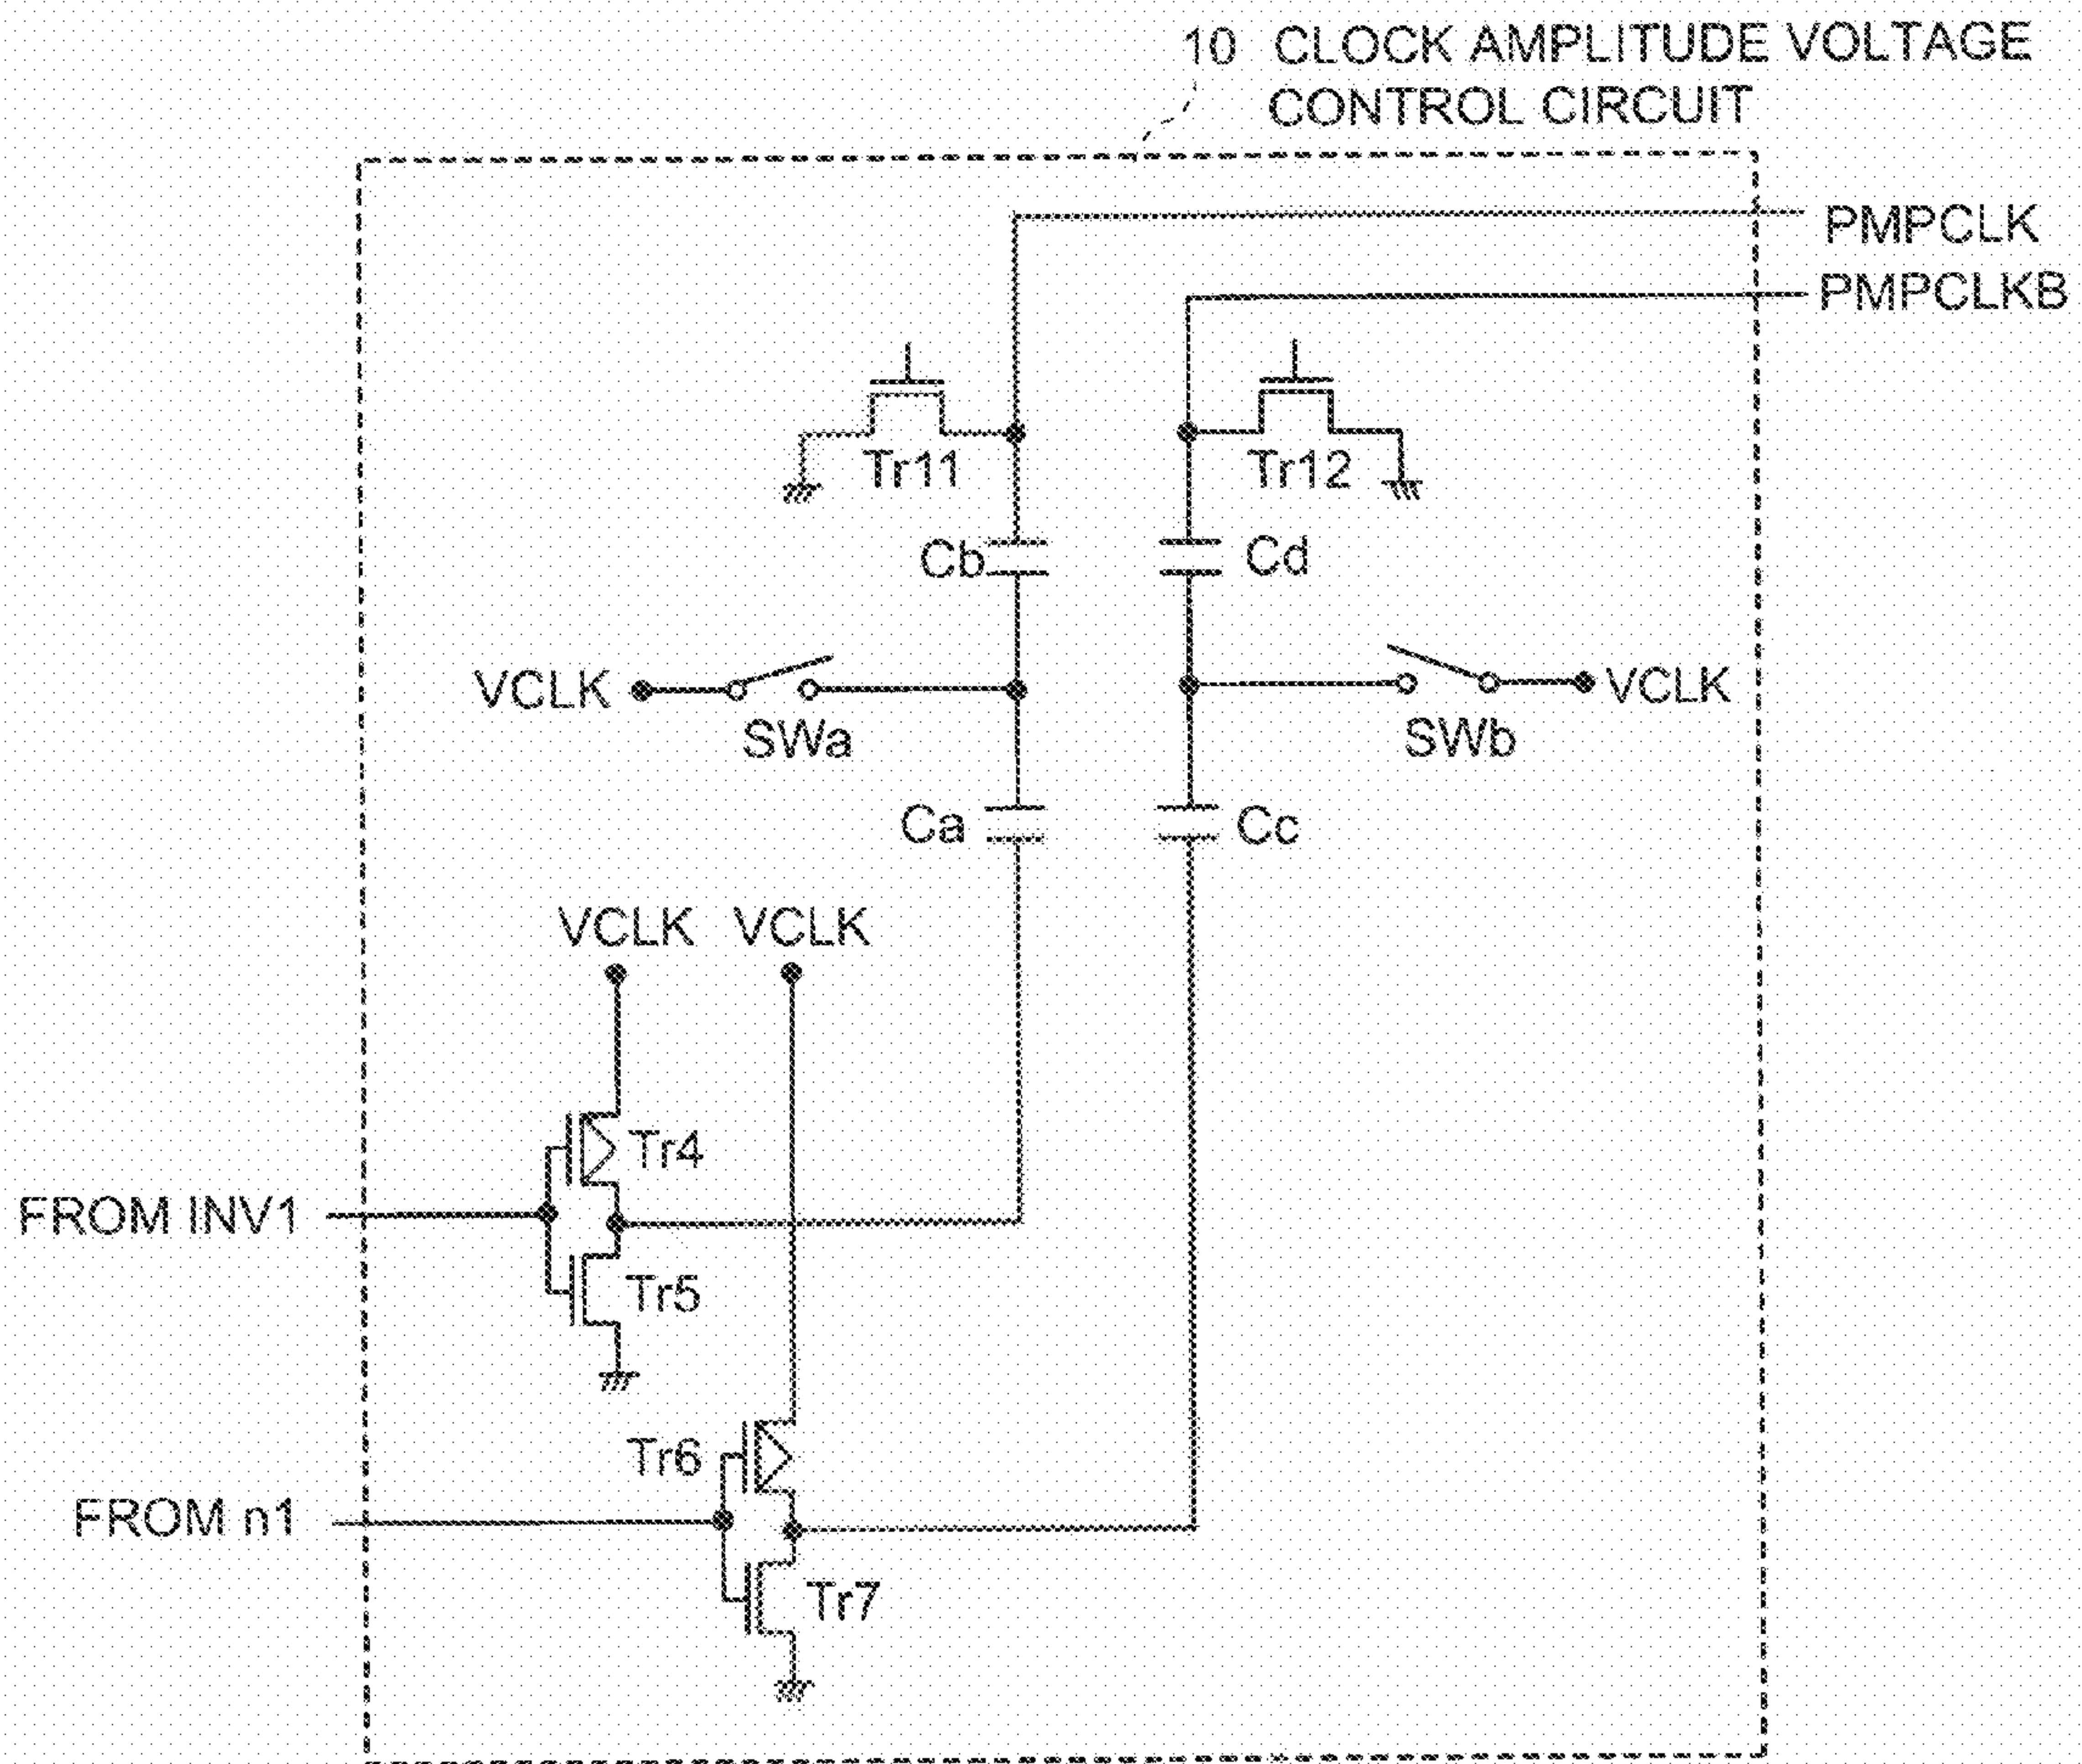 10 CLOCK AMPLITUDE VOLTAGE
CONTROL CIRCUIT
PMPCLK
PMPCLKB
Tr11
Tr12
Cb
Cd
VCLK
SWa
SWb
VCLK
Ca
Cc
VCLK VCLK
Tr4
FROM INV1
Tr5
Tr6
FROM n1
Tr7